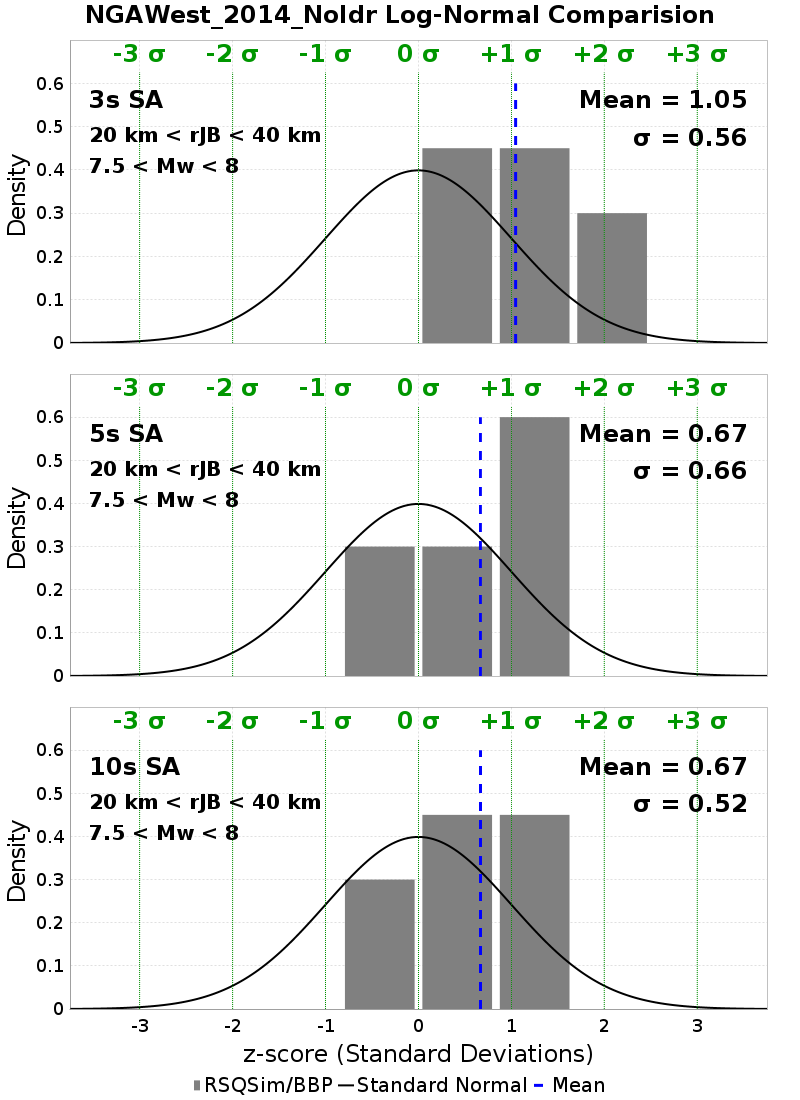 NGAWest_2014_NoIdr Log-Normal Comparision
-3 σ -2 σ -1 σ 0 σ +1 σ +2 σ +3 σ
3s SA
Mean = 1.05
20 km < rJB < 40 km
σ = 0.56
7.5 < Mw < 8
0.6
0.5
0.4
0.3
0.2
0.1
0
Density
-3 σ -2 σ -1 σ 0 σ +1 σ +2 σ +3 σ
5s SA
Mean = 0.67
20 km < rJB < 40 km
σ = 0.66
7.5 < Mw < 8
0.6
0.5
0.4
0.3
0.2
0.1
0
Density
-3 σ -2 σ -1 σ 0 σ +1 σ +2 σ +3 σ
10s SA
Mean = 0.67
20 km < rJB < 40 km
σ = 0.52
7.5 < Mw < 8
0.6
0.5
0.4
0.3
0.2
0.1
0
Density
-3 -2 -1 0 1 2 3
z-score (Standard Deviations)
RSQSim/BBP Standard Normal Mean